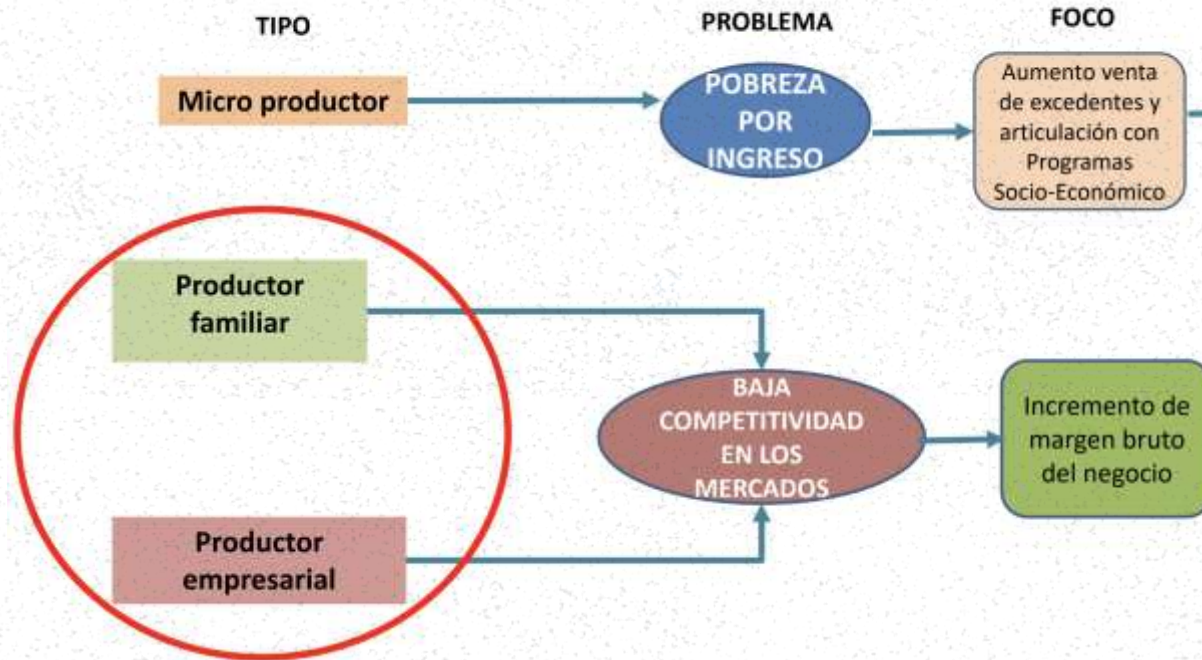 TIPO
PROBLEMA
FOCO
Micro productor
POBREZA
POR
INGRESO
Aumento venta
de excedentes y
articulación con
Programas
Socio-Económico
Productor
familiar
BAJA
COMPETITIVIDAD
EN LOS
MERCADOS
Incremento de
margen bruto
del negocio
Productor
empresarial